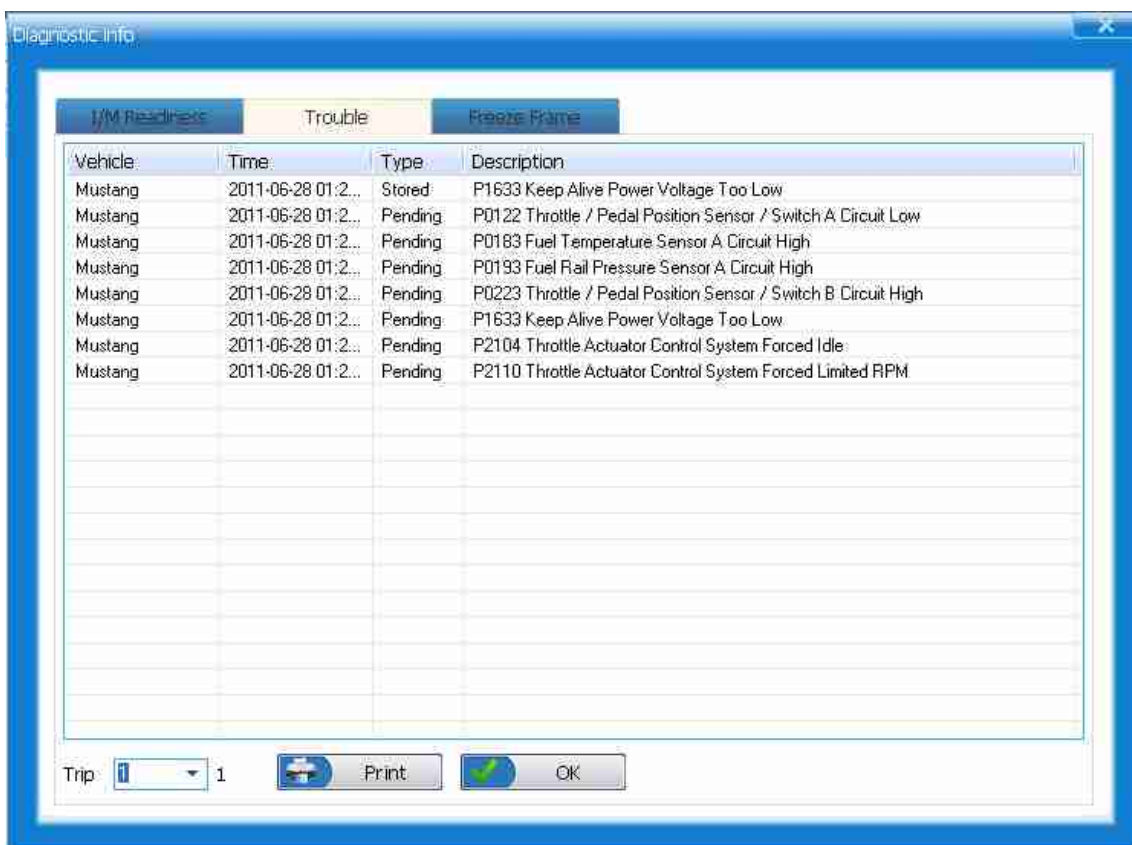 Diagnostic Info
I/M Readiness Trouble Freeze Frame
Vehicle Time Type Description
Mustang 2011-06-28 01:2... Stored P1633 Keep Alive Power Voltage Too Low
Mustang 2011-06-28 01:2... Pending P0122 Throttle / Pedal Position Sensor / Switch A Circuit Low
Mustang 2011-06-28 01:2... Pending P0183 Fuel Temperature Sensor A Circuit High
Mustang 2011-06-28 01:2... Pending P0193 Fuel Rail Pressure Sensor A Circuit High
Mustang 2011-06-28 01:2... Pending P0223 Throttle / Pedal Position Sensor / Switch B Circuit High
Mustang 2011-06-28 01:2... Pending P1633 Keep Alive Power Voltage Too Low
Mustang 2011-06-28 01:2... Pending P2104 Throttle Actuator Control System Forced Idle
Mustang 2011-06-28 01:2... Pending P2110 Throttle Actuator Control System Forced Limited RPM
Trip 1 1 Print OK